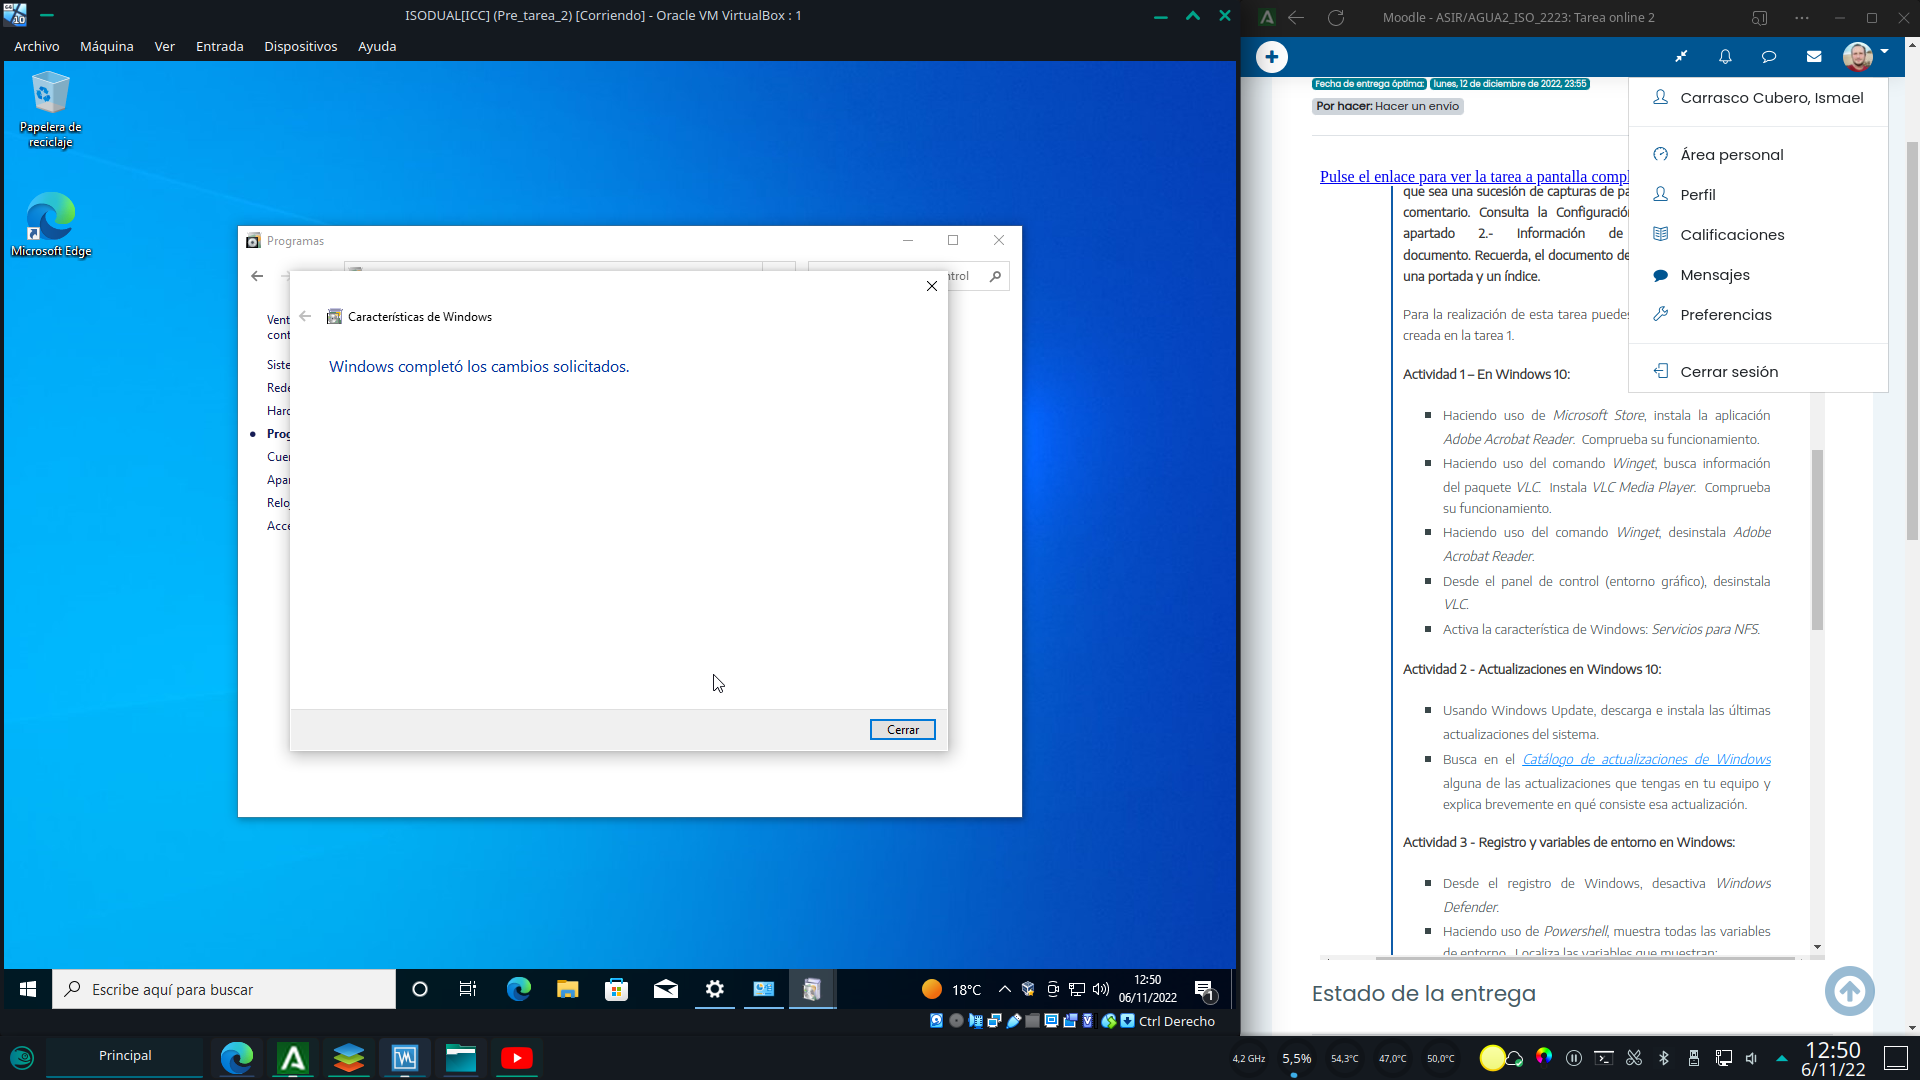 ISODUAL[ICC] (Pre_tarea_2) [Corriendo] - Oracle VM VirtualBox : 1
Archivo Máquina Ver Entrada Dispositivos Ayuda
Papelera de
reciclaje
Microsoft Edge
Programas
Características de Windows
Windows completó los cambios solicitados.
Cerrar
Escribe aquí para buscar
18°C
12:50
06/11/2022
1
Ctrl Derecho
Principal
4,2 GHz 5,5% 54,3°C 47,0°C 50,0°C
12:50
6/11/22
Moodle - ASIR/AGUA2_ISO_2223: Tarea online 2
Fecha de entrega óptima: lunes, 12 de diciembre de 2022, 23:55
Por hacer: Hacer un envío
Carrasco Cubero, Ismael
Área personal
Perfil
Calificaciones
Mensajes
Preferencias
Cerrar sesión
Pulse el enlace para ver la tarea a pantalla compl
que sea una sucesión de capturas de pa
comentario. Consulta la Configuració
apartado 2.- Información de
documento. Recuerda, el documento de
una portada y un índice.
Para la realización de esta tarea puedes
creada en la tarea 1.
Actividad 1 – En Windows 10:
Haciendo uso de Microsoft Store, instala la aplicación
Adobe Acrobat Reader. Comprueba su funcionamiento.
Haciendo uso del comando Winget, busca información
del paquete VLC. Instala VLC Media Player. Comprueba
su funcionamiento.
Haciendo uso del comando Winget, desinstala Adobe
Acrobat Reader.
Desde el panel de control (entorno gráfico), desinstala
VLC.
Activa la característica de Windows: Servicios para NFS.
Actividad 2 - Actualizaciones en Windows 10:
Usando Windows Update, descarga e instala las últimas
actualizaciones del sistema.
Busca en el Catálogo de actualizaciones de Windows
alguna de las actualizaciones que tengas en tu equipo y
explica brevemente en qué consiste esa actualización.
Actividad 3 - Registro y variables de entorno en Windows:
Desde el registro de Windows, desactiva Windows
Defender.
Haciendo uso de Powershell, muestra todas las variables
de entorno. Localiza las variables que muestran:
Estado de la entrega